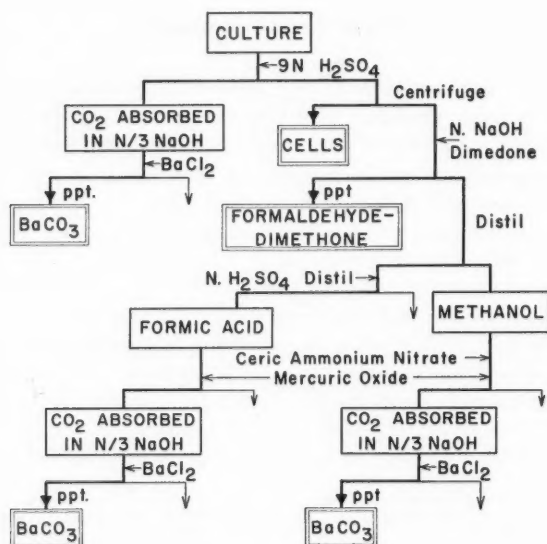 CULTURE
9N H2SO4
Centrifuge
CO2 ABSORBED
IN N/3 NaOH
CELLS
N. NaOH
Dimedone
BaCl2
ppt.
ppt
BaCO3
FORMALDEHYDE-
DIMETHONE
Distil
N. H2SO4 Distil
FORMIC ACID
METHANOL
Ceric Ammonium Nitrate
Mercuric Oxide
CO2 ABSORBED
IN N/3 NaOH
CO2 ABSORBED
IN N/3 NaOH
BaCl2
BaCl2
ppt.
ppt
BaCO3
BaCO3